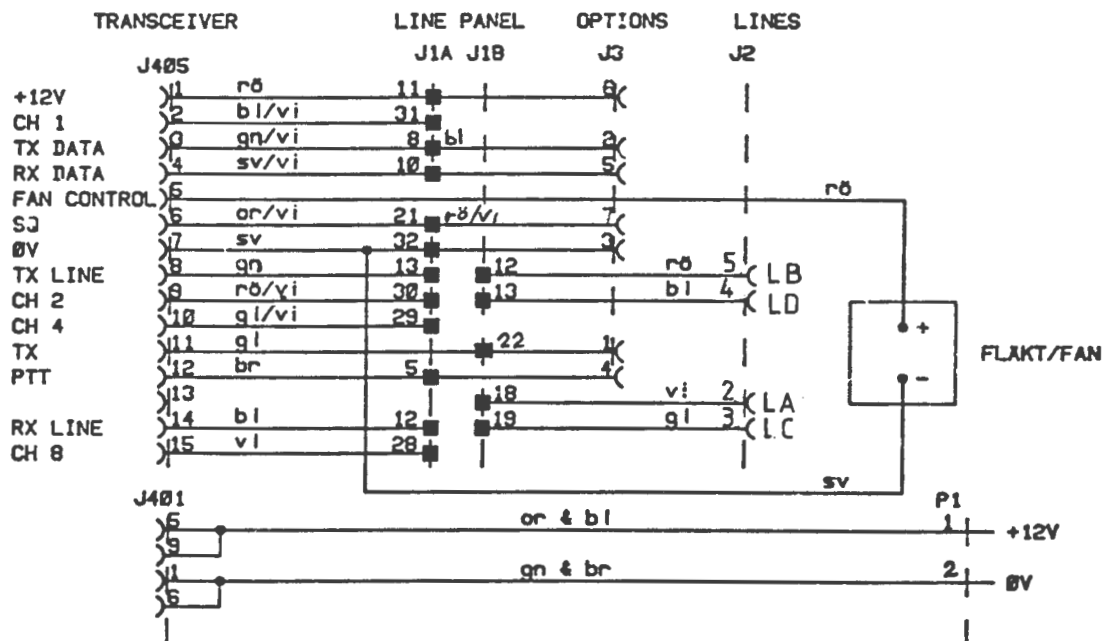 TRANSCEIVER LINE PANEL OPTIONS LINES
J405 J1A J1B J3 J2
+12V 1 rö 11 6
CH 1 2 bl/vi 31
TX DATA 3 gn/vi 8 bl 2
RX DATA 4 sv/vi 10 5
FAN CONTROL 5 rö
SQ 6 or/vi 21 rö/vi 7
ØV 7 sv 32 3
TX LINE 8 gn 13 12 rö 5 LB
CH 2 9 rö/vi 30 13 bl 4 LD
CH 4 10 gl/vi 29
TX 11 gl 22 1
PTT 12 br 5 4
13 18 vi 2 LA
RX LINE 14 bl 12 19 gl 3 LC
CH 8 15 vi 28
+
-
FLÄKT/FAN
sv
J401 P1
5 or & bl 1 +12V
9
1 gn & br 2 ØV
6